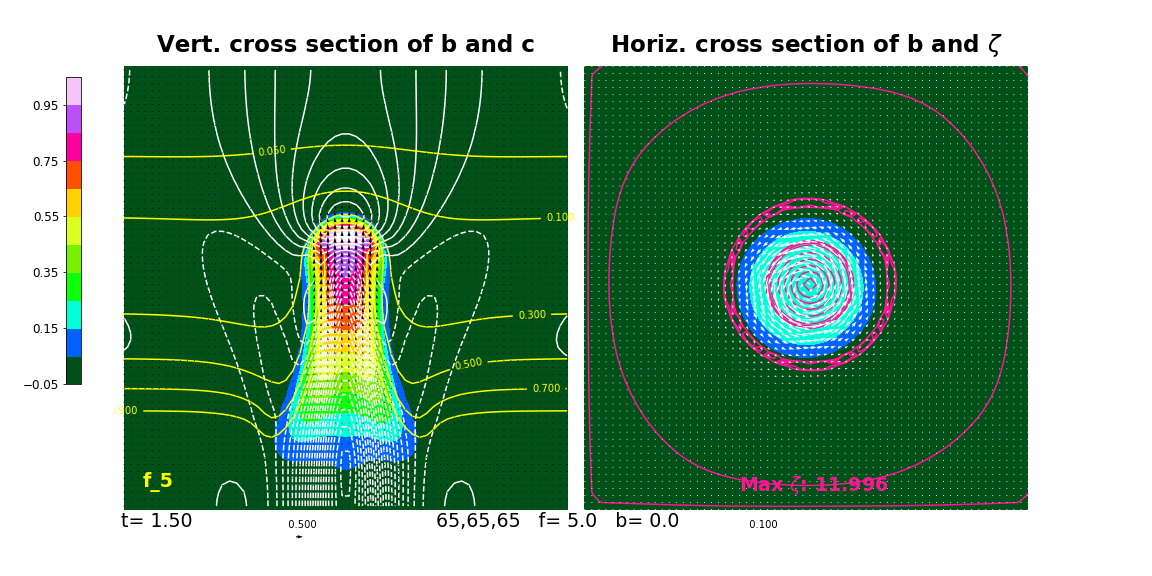 Vert. cross section of b and c
Horiz. cross section of b and ζ
0.95
0.75
0.55
0.35
0.15
−0.05
0.050
0.100
0.300
0.500
0.700
900
f_5
Max ζ: 11.996
t= 1.50
0.500
65,65,65 f= 5.0 b= 0.0
0.100